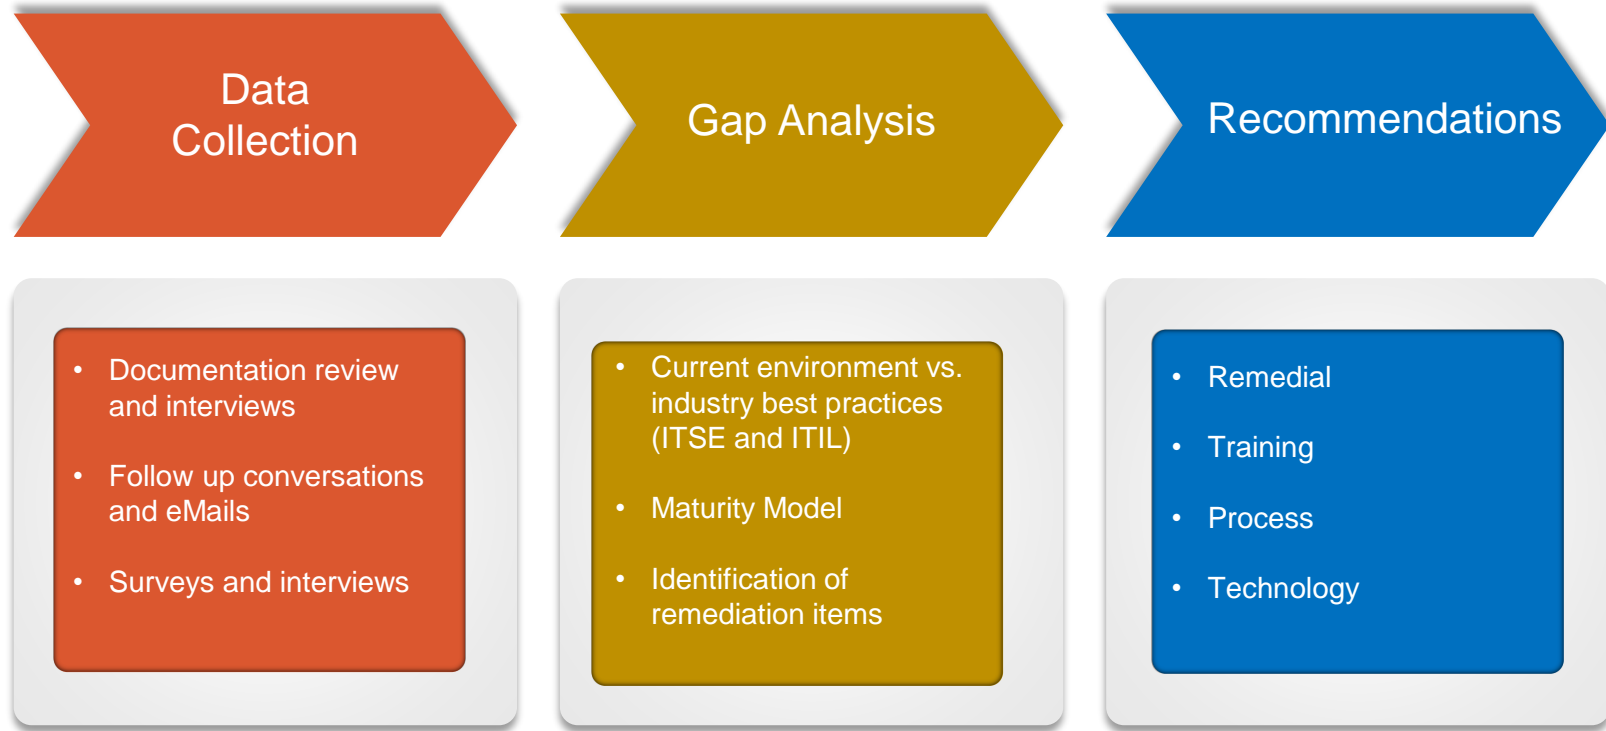 Data
Collection
Gap Analysis
Recommendations
• Documentation review
and interviews
• Follow up conversations
and eMails
• Surveys and interviews
• Current environment vs.
industry best practices
(ITSE and ITIL)
• Maturity Model
• Identification of
remediation items
• Remedial
• Training
• Process
• Technology